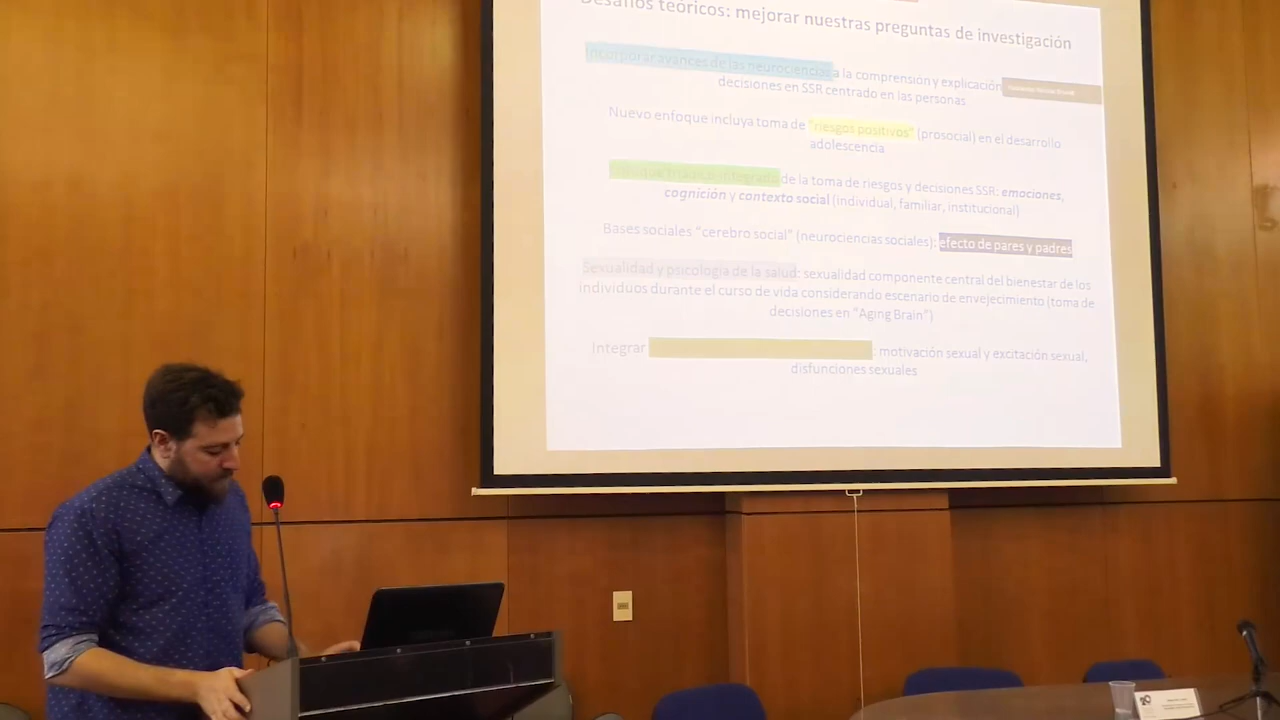 Desafíos teóricos: mejorar nuestras preguntas de investigación
Incorporar avances de las neurociencias a la comprensión y explicación
decisiones en SSR centrado en las personas
Nuevo enfoque incluya toma de "riesgos positivos" (prosocial) en el desarrollo
adolescencia
de la toma de riesgos y decisiones SSR: emociones,
cognición y contexto social (individual, familiar, institucional)
Bases sociales "cerebro social" (neurociencias sociales): efecto de pares y padres
Sexualidad y psicología de la salud: sexualidad componente central del bienestar de los
individuos durante el curso de vida considerando escenario de envejecimiento (toma de
decisiones en "Aging Brain")
Integrar : motivación sexual y excitación sexual,
disfunciones sexuales